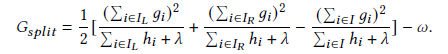 G_{split} = \frac{1}{2} [ \frac{(\sum_{i \in I_L} g_i)^2}{\sum_{i \in I_L} h_i + \lambda} + \frac{(\sum_{i \in I_R} g_i)^2}{\sum_{i \in I_R} h_i + \lambda} - \frac{(\sum_{i \in I} g_i)^2}{\sum_{i \in I} h_i + \lambda} ] - \omega.